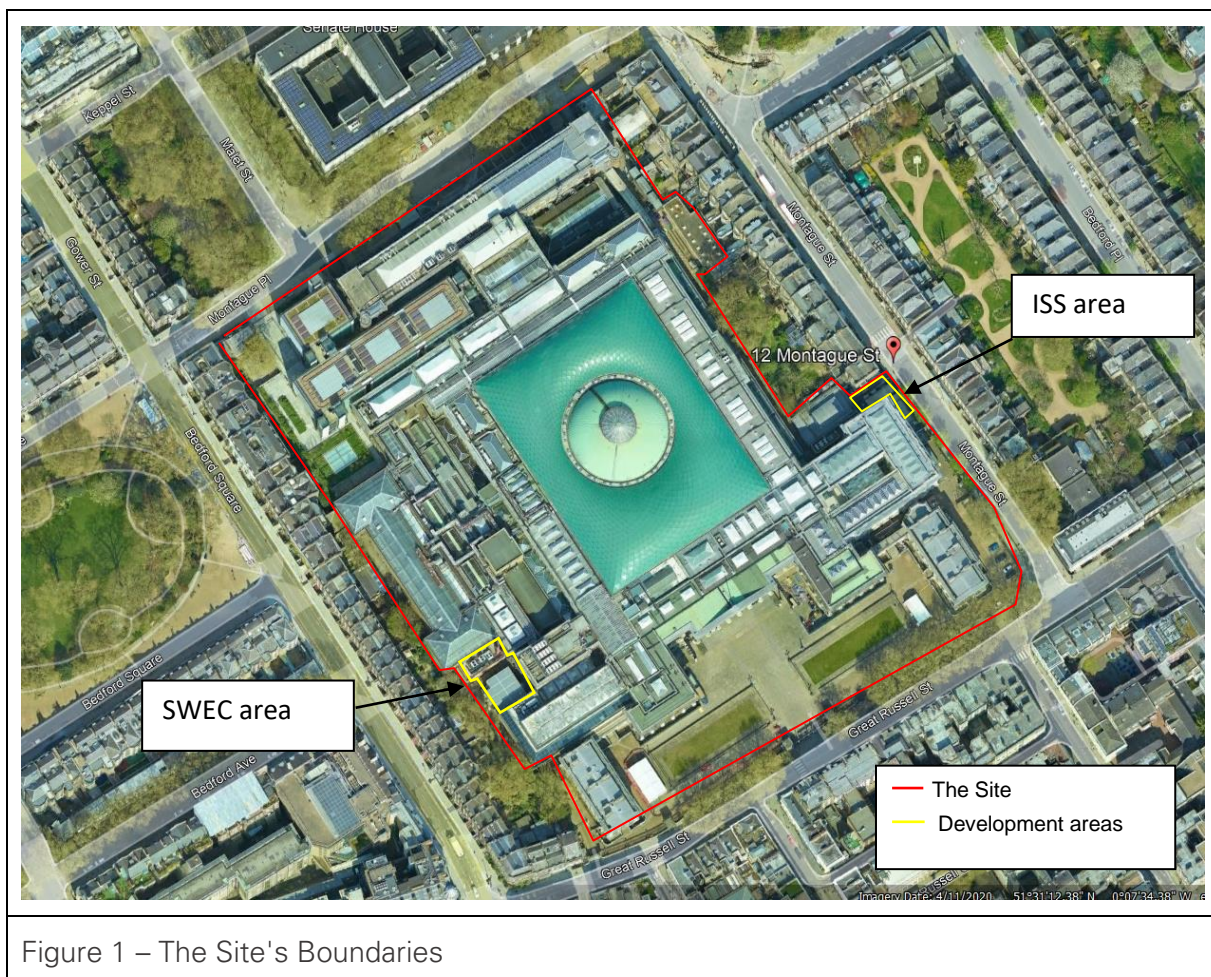 Senate House
Keppel St
Malet St
Gower St
Montague Pl
Montague St
Bedford Pl
ISS area
12 Montague St
Bedford Square
Montague St
SWEC area
Bedford Square
Great Russell St
Bedford Ave
The Site
Development areas
Great Russell St
Russell
Imagery Date: 4/11/2020 51°31'12.38" N 0°07'34.38" W e
Figure 1 – The Site's Boundaries